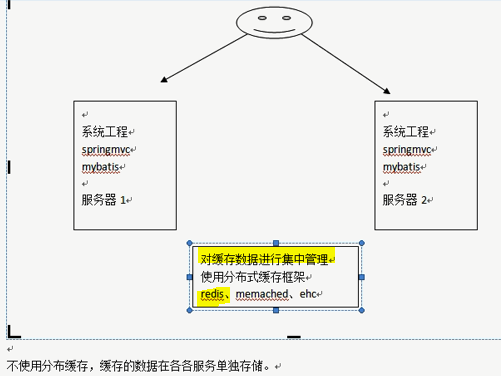 系统工程
springmvc
mybatis
服务器 1
系统工程
springmvc
mybatis
服务器 2
对缓存数据进行集中管理
使用分布式缓存框架
redis、memached、ehc
不使用分布缓存，缓存的数据在各各服务单独存储。